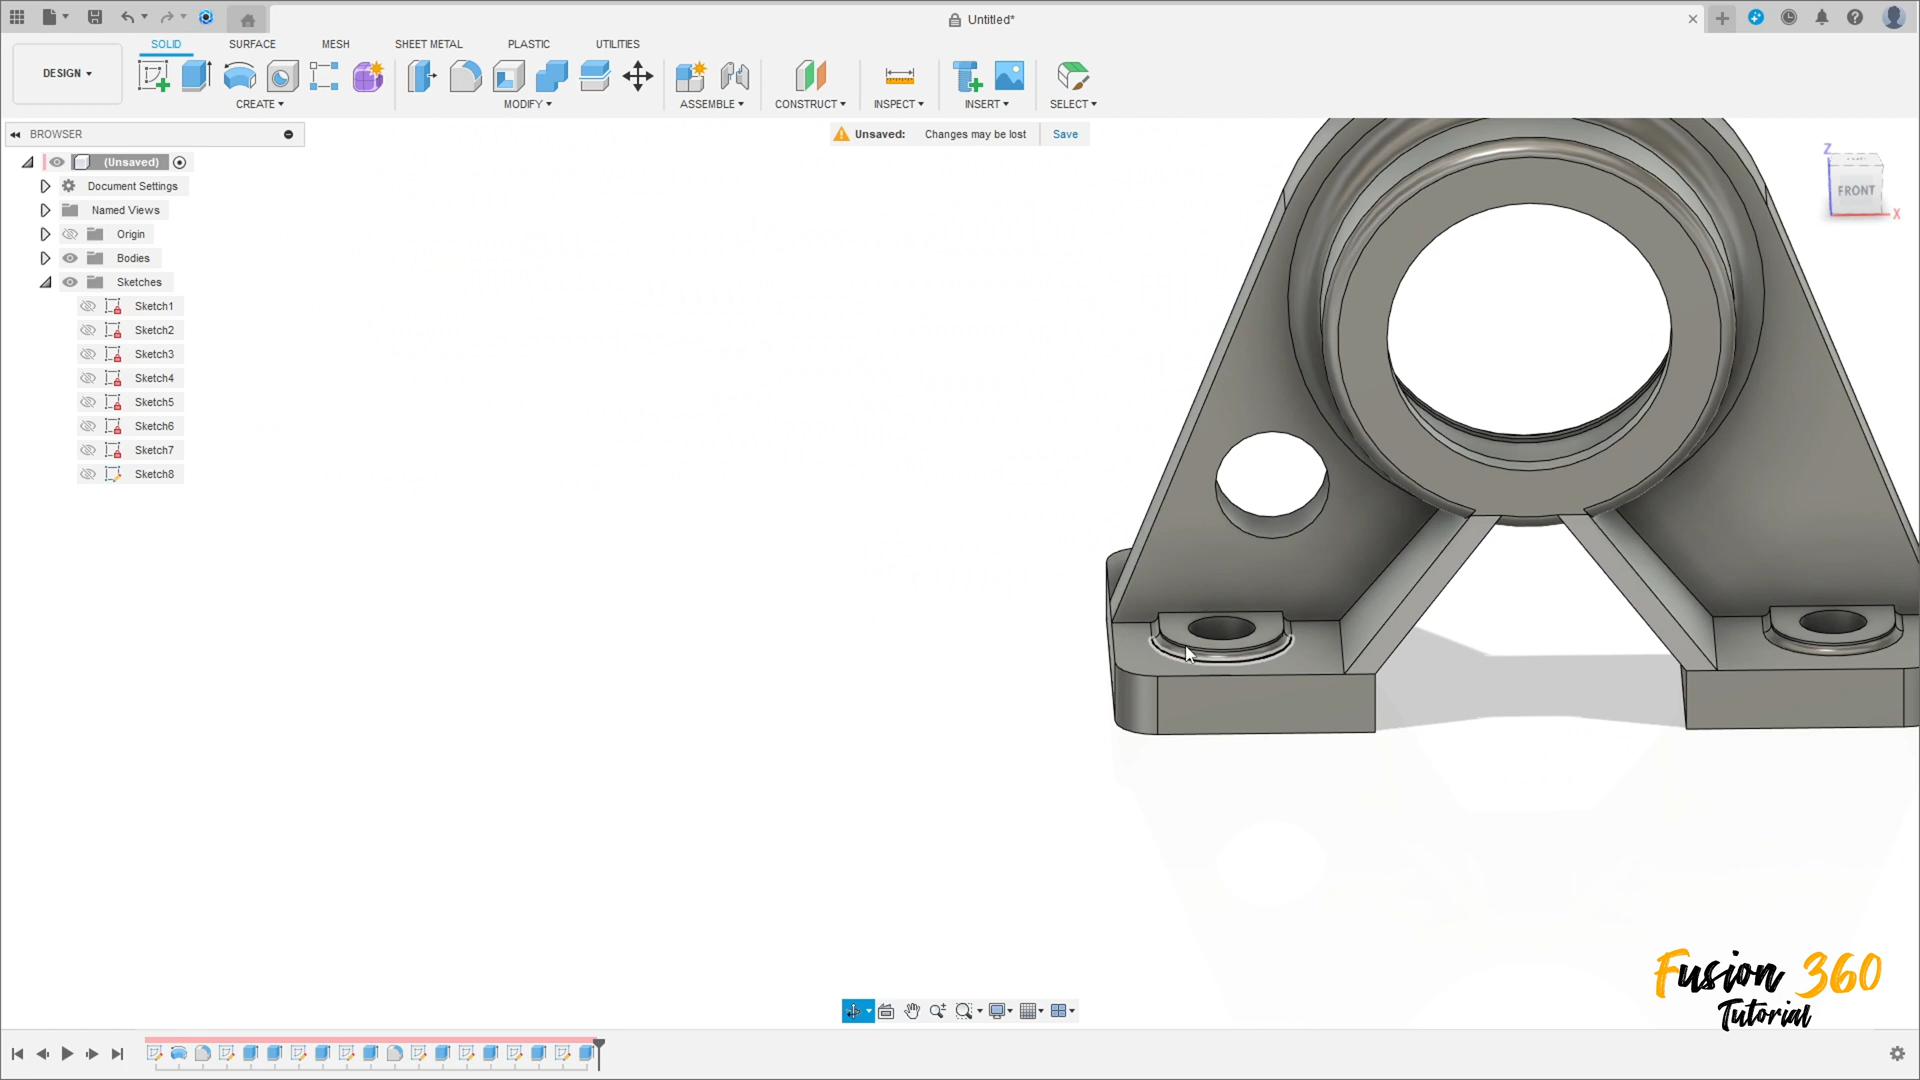 Untitled*
SOLID
SURFACE
MESH
SHEET METAL
PLASTIC
UTILITIES
DESIGN
CREATE
MODIFY
ASSEMBLE
CONSTRUCT
INSPECT
INSERT
SELECT
BROWSER
Unsaved: Changes may be lost
Save
(Unsaved)
Document Settings
Named Views
Origin
Bodies
Sketches
Sketch1
Sketch2
Sketch3
Sketch4
Sketch5
Sketch6
Sketch7
Sketch8
Z
TOP
FRONT
X
Fusion 360
Tutorial